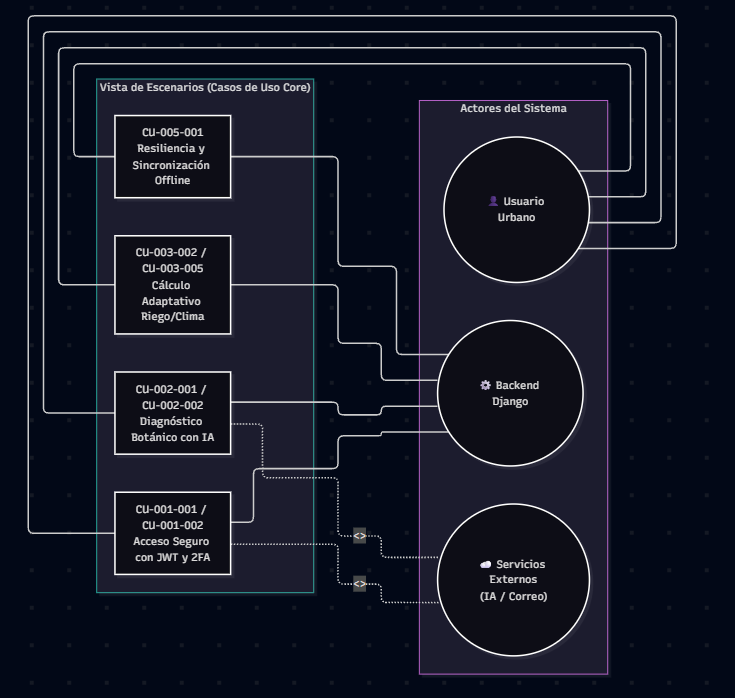 Vista de Escenarios (Casos de Uso Core)
CU-005-001
Resiliencia y
Sincronización
Offline
CU-003-002 /
CU-003-005
Cálculo
Adaptativo
Riego/Clima
CU-002-001 /
CU-002-002
Diagnóstico
Botánico con IA
CU-001-001 /
CU-001-002
Acceso Seguro
con JWT y 2FA
<>
<>
Actores del Sistema
👤 Usuario
Urbano
⚙️ Backend
Django
☁️ Servicios
Externos
(IA / Correo)